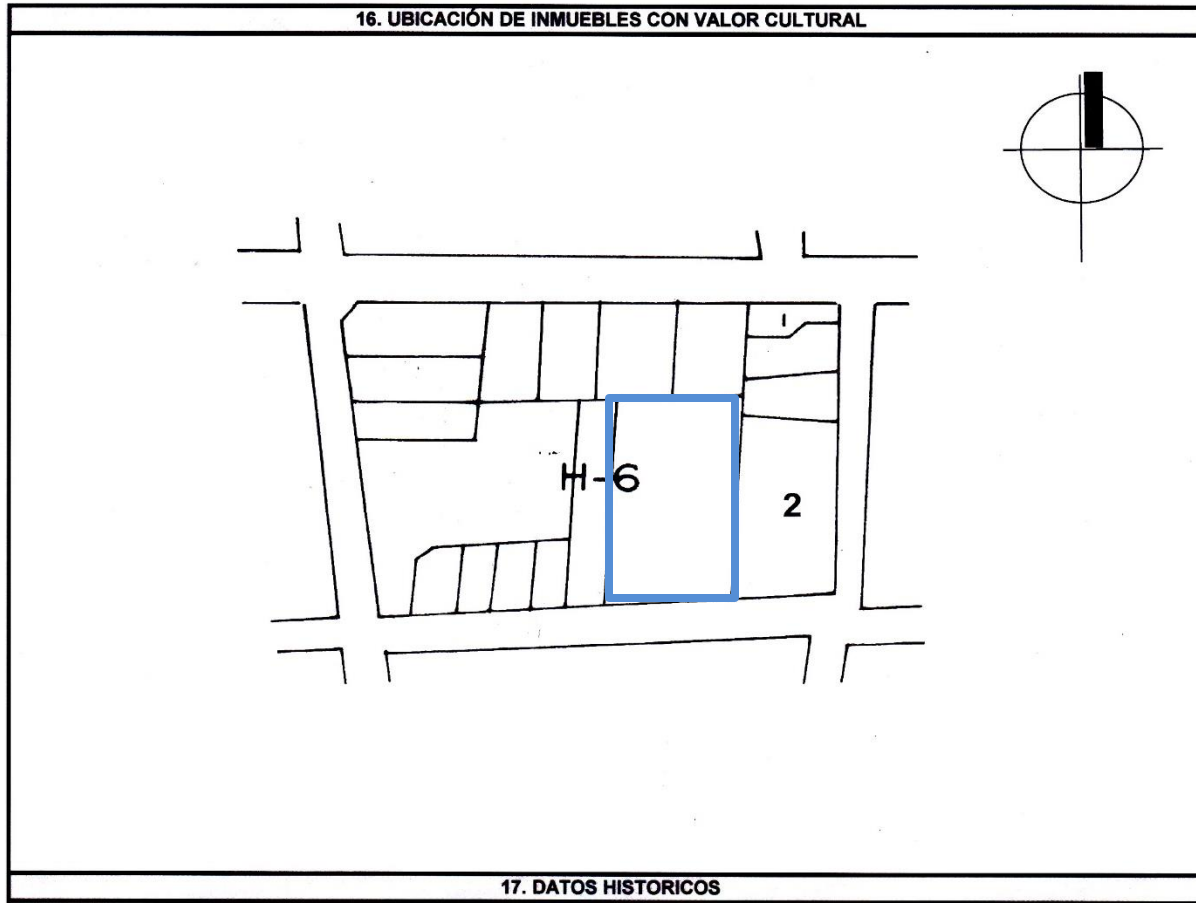 16. UBICACIÓN DE INMUEBLES CON VALOR CULTURAL
1
H-6
2
17. DATOS HISTORICOS